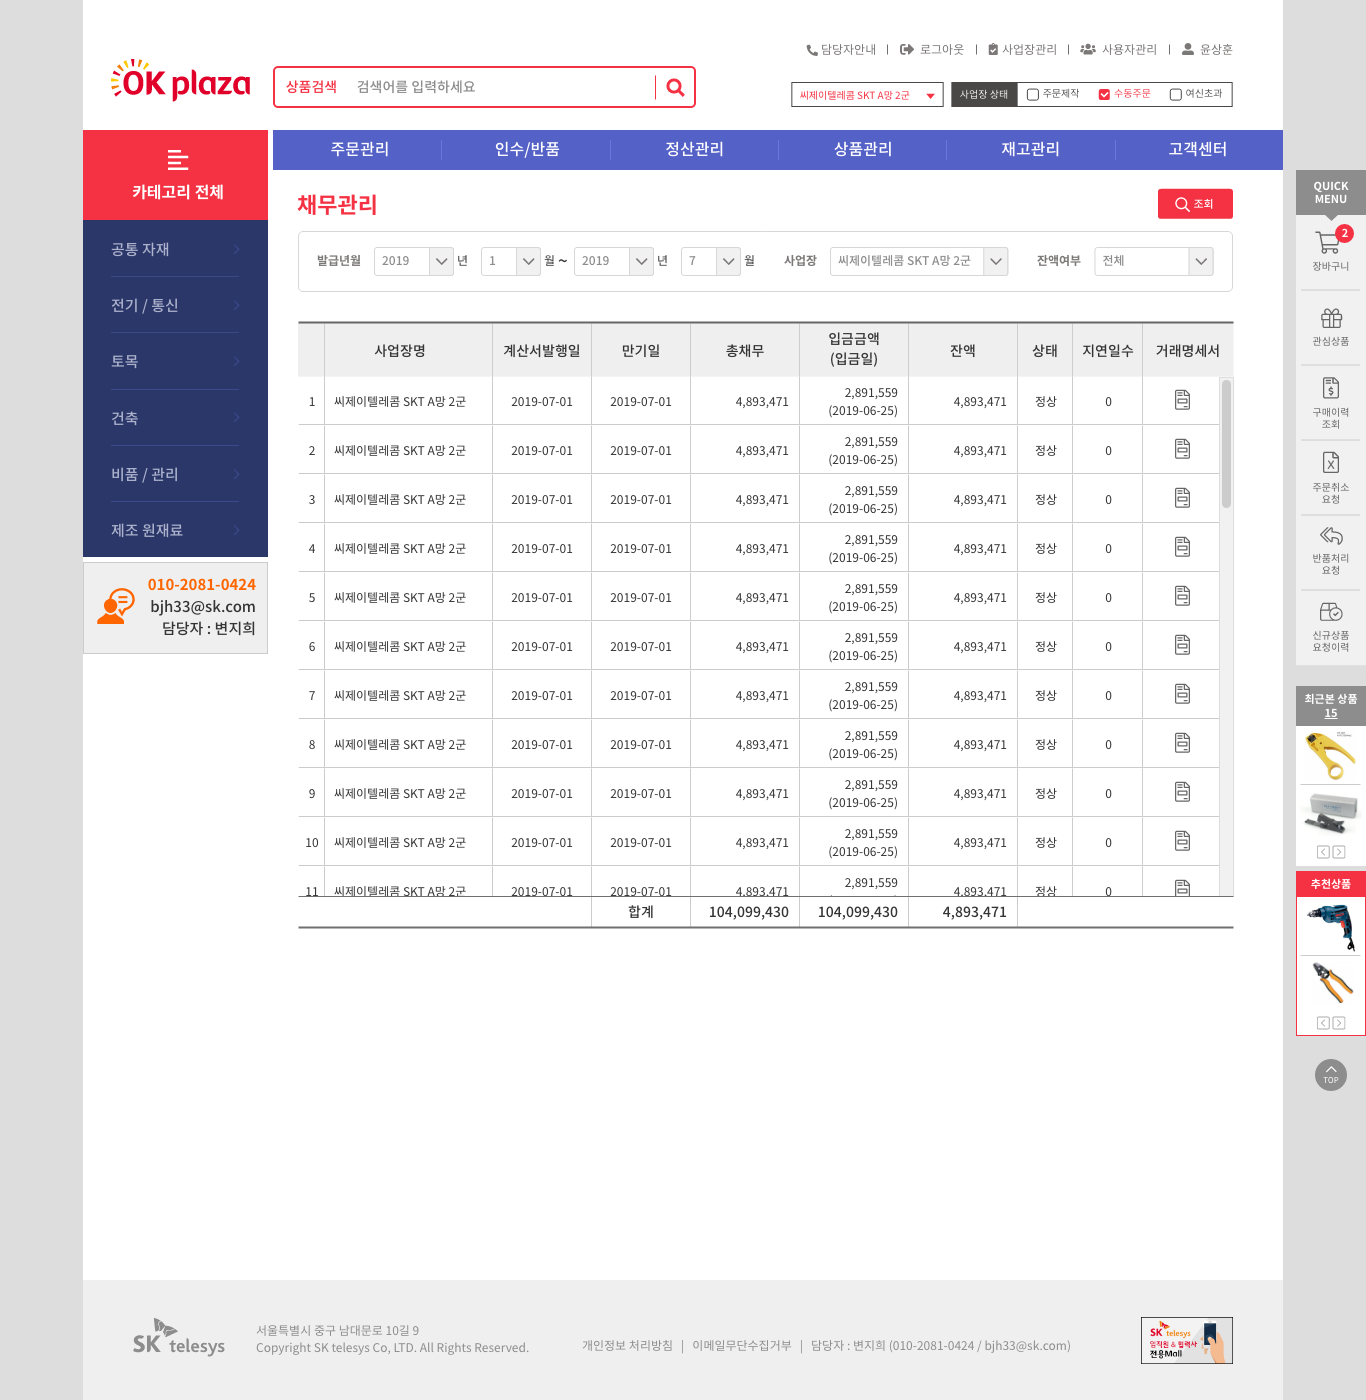 담당자안내 | 로그아웃 | 사업장관리 | 사용자관리 | 윤상훈
OK plaza
상품검색 검색어를 입력하세요
씨제이텔레콤 SKT A망 2군
사업장 상태 주문제작 수동주문 여신초과
카테고리 전체
주문관리 인수/반품 정산관리 상품관리 재고관리 고객센터
공통 자재
전기 / 통신
토목
건축
비품 / 관리
제조 원재료
010-2081-0424
bjh33@sk.com
담당자 : 변지희
채무관리
조회
발급년월 2019 년 1 월 ~ 2019 년 7 월 사업장 씨제이텔레콤 SKT A망 2군 잔액여부 전체
사업장명 계산서발행일 만기일 총채무 입금금액 잔액 상태 지연일수 거래명세서
(입금일)
1 씨제이텔레콤 SKT A망 2군 2019-07-01 2019-07-01 4,893,471 2,891,559 4,893,471 정상 0
(2019-06-25)
2 씨제이텔레콤 SKT A망 2군 2019-07-01 2019-07-01 4,893,471 2,891,559 4,893,471 정상 0
(2019-06-25)
3 씨제이텔레콤 SKT A망 2군 2019-07-01 2019-07-01 4,893,471 2,891,559 4,893,471 정상 0
(2019-06-25)
4 씨제이텔레콤 SKT A망 2군 2019-07-01 2019-07-01 4,893,471 2,891,559 4,893,471 정상 0
(2019-06-25)
5 씨제이텔레콤 SKT A망 2군 2019-07-01 2019-07-01 4,893,471 2,891,559 4,893,471 정상 0
(2019-06-25)
6 씨제이텔레콤 SKT A망 2군 2019-07-01 2019-07-01 4,893,471 2,891,559 4,893,471 정상 0
(2019-06-25)
7 씨제이텔레콤 SKT A망 2군 2019-07-01 2019-07-01 4,893,471 2,891,559 4,893,471 정상 0
(2019-06-25)
8 씨제이텔레콤 SKT A망 2군 2019-07-01 2019-07-01 4,893,471 2,891,559 4,893,471 정상 0
(2019-06-25)
9 씨제이텔레콤 SKT A망 2군 2019-07-01 2019-07-01 4,893,471 2,891,559 4,893,471 정상 0
(2019-06-25)
10 씨제이텔레콤 SKT A망 2군 2019-07-01 2019-07-01 4,893,471 2,891,559 4,893,471 정상 0
(2019-06-25)
11 씨제이텔레콤 SKT A망 2군 2019-07-01 2019-07-01 4,893,471 2,891,559 4,893,471 정상 0
합계 104,099,430 104,099,430 4,893,471
QUICK
MENU
2
장바구니
관심상품
구매이력
조회
주문취소
요청
반품처리
요청
신규상품
요청이력
최근본 상품
15
추천상품
TOP
SK telesys
서울특별시 중구 남대문로 10길 9
Copyright SK telesys Co, LTD. All Rights Reserved.
개인정보 처리방침 | 이메일무단수집거부 | 담당자 : 변지희 (010-2081-0424 / bjh33@sk.com)
SK telesys
임직원 & 협력사
전용Mall